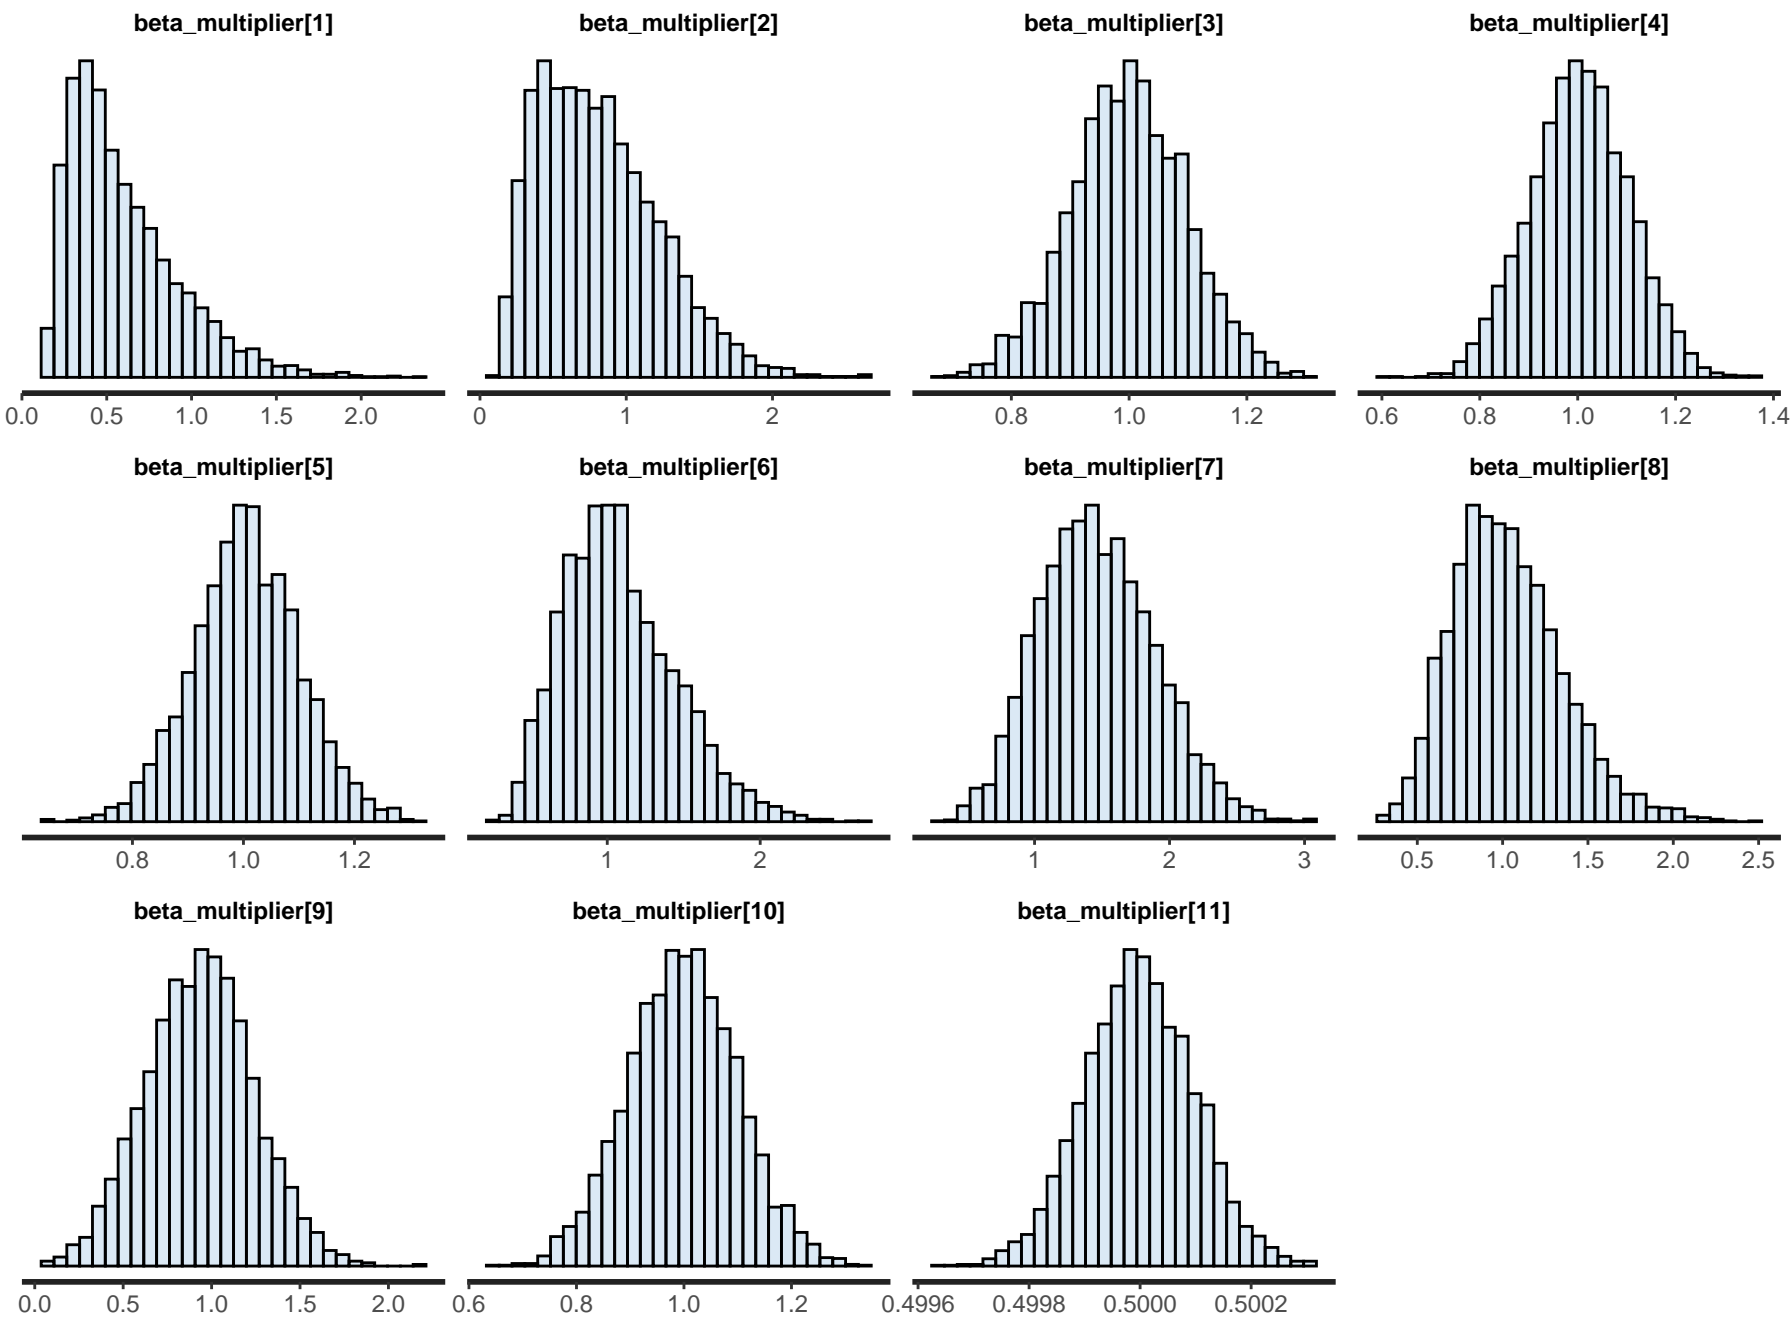 beta_multiplier[1] beta_multiplier[2] beta_multiplier[3] beta_multiplier[4]
0.0 0.5 1.0 1.5 2.0 0 1 2 0.8 1.0 1.2 0.6 0.8 1.0 1.2 1.4
beta_multiplier[5] beta_multiplier[6] beta_multiplier[7] beta_multiplier[8]
0.8 1.0 1.2 1 2 1 2 3 0.5 1.0 1.5 2.0 2.5
beta_multiplier[9] beta_multiplier[10] beta_multiplier[11]
0.0 0.5 1.0 1.5 2.0 0.6 0.8 1.0 1.2 0.4996 0.4998 0.5000 0.5002